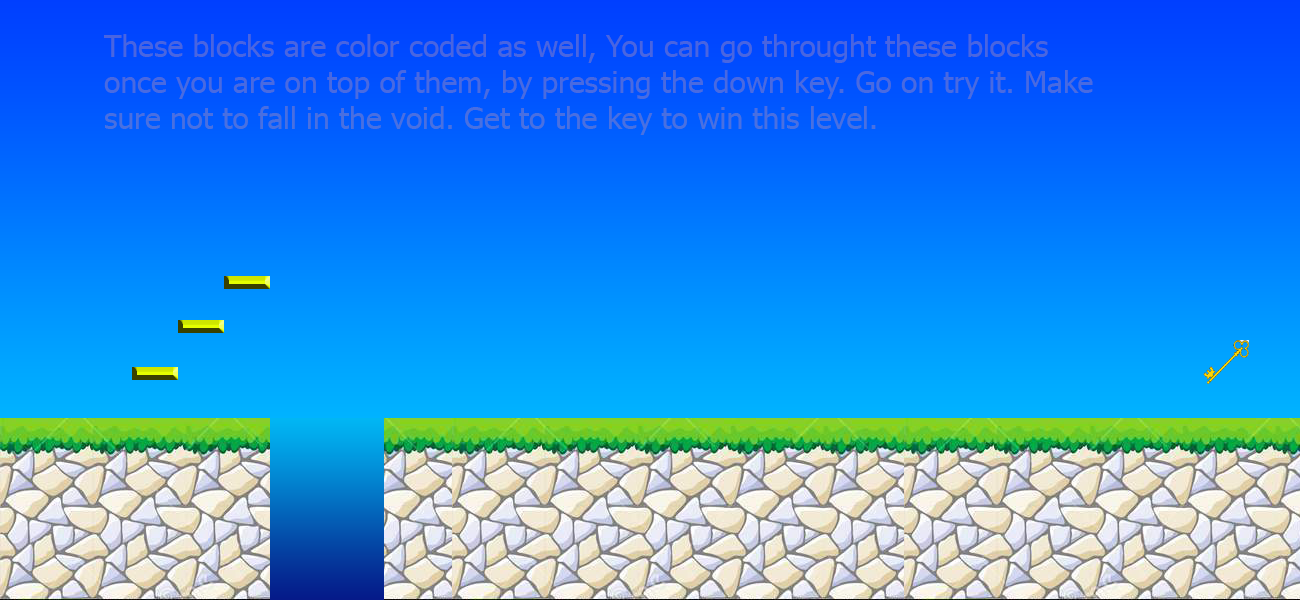 These blocks are color coded as well, You can go throught these blocks
once you are on top of them, by pressing the down key. Go on try it. Make
sure not to fall in the void. Get to the key to win this level.